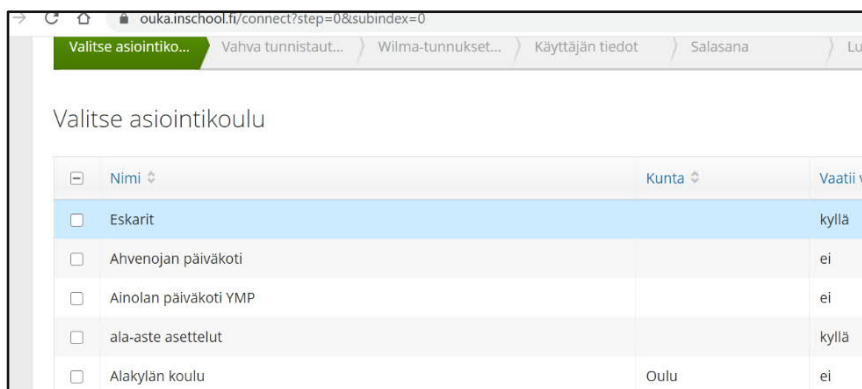 ouka.inschool.fi/connect?step=0&subindex=0
Valitse asiointiko... Vahva tunnistaut... Wilma-tunnukset... Käyttäjän tiedot Salasana Lu
Valitse asiointikoulu
Nimi Kunta Vaatii v
Eskarit kyllä
Ahvenojan päiväkoti ei
Ainolan päiväkoti YMP ei
ala-aste asettelut kyllä
Alakylän koulu Oulu ei